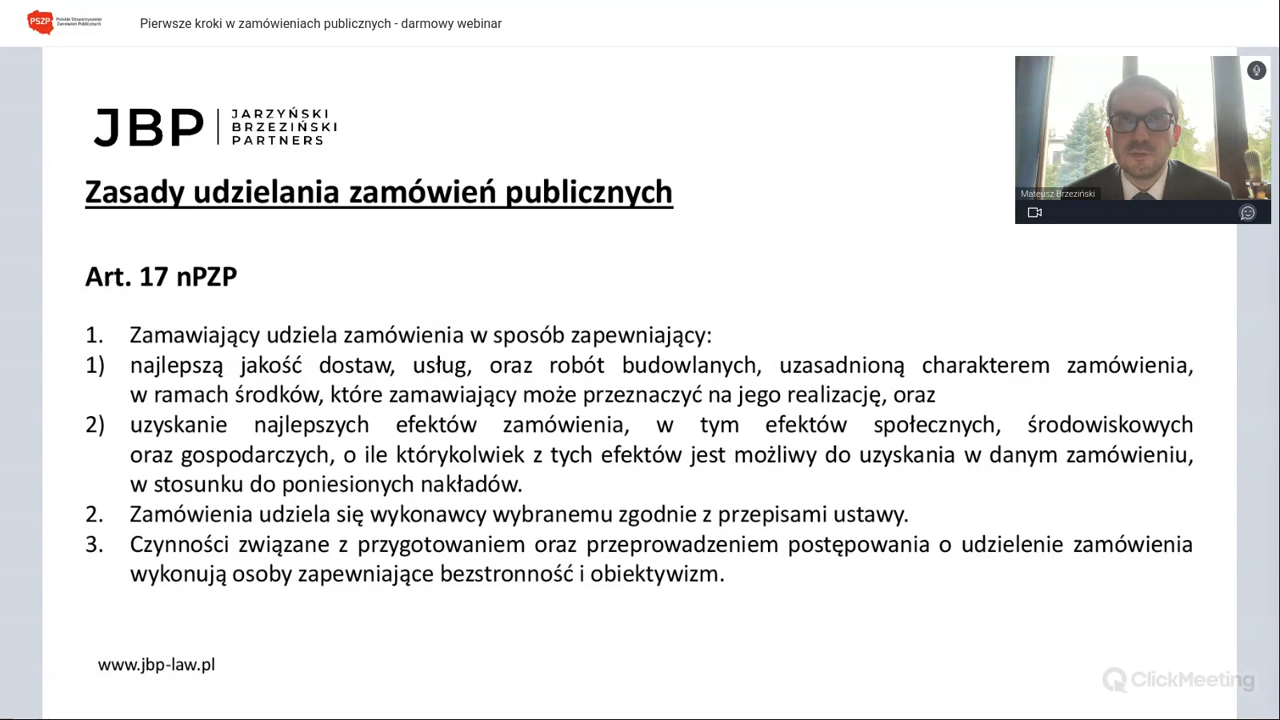 PSZP
Polskie Stowarzyszenie
Zamówień Publicznych
Pierwsze kroki w zamówieniach publicznych - darmowy webinar
JBP
JARZYŃSKI
BRZEZIŃSKI
PARTNERS
Mateusz Brzeziński
Zasady udzielania zamówień publicznych
Art. 17 nPZP
1. Zamawiający udziela zamówienia w sposób zapewniający:
1) najlepszą jakość dostaw, usług, oraz robót budowlanych, uzasadnioną charakterem zamówienia,
w ramach środków, które zamawiający może przeznaczyć na jego realizację, oraz
2) uzyskanie najlepszych efektów zamówienia, w tym efektów społecznych, środowiskowych
oraz gospodarczych, o ile którykolwiek z tych efektów jest możliwy do uzyskania w danym zamówieniu,
w stosunku do poniesionych nakładów.
2. Zamówienia udziela się wykonawcy wybranemu zgodnie z przepisami ustawy.
3. Czynności związane z przygotowaniem oraz przeprowadzeniem postępowania o udzielenie zamówienia
wykonują osoby zapewniające bezstronność i obiektywizm.
www.jbp-law.pl
ClickMeeting